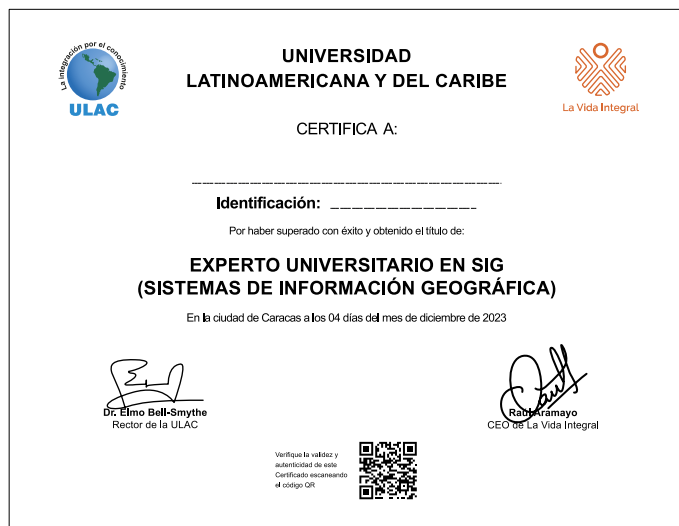 La integración por el conocimiento
ULAC
UNIVERSIDAD
LATINOAMERICANA Y DEL CARIBE
La Vida Integral
CERTIFICA A:
Identificación:
Por haber superado con éxito y obtenido el título de:
EXPERTO UNIVERSITARIO EN SIG
(SISTEMAS DE INFORMACIÓN GEOGRÁFICA)
En la ciudad de Caracas a los 04 días del mes de diciembre de 2023
Dr. Elmo Bell-Smythe
Rector de la ULAC
Raúl Aramayo
CEO de La Vida Integral
Verifique la validez y
autenticidad de este
Certificado escaneando
el código QR